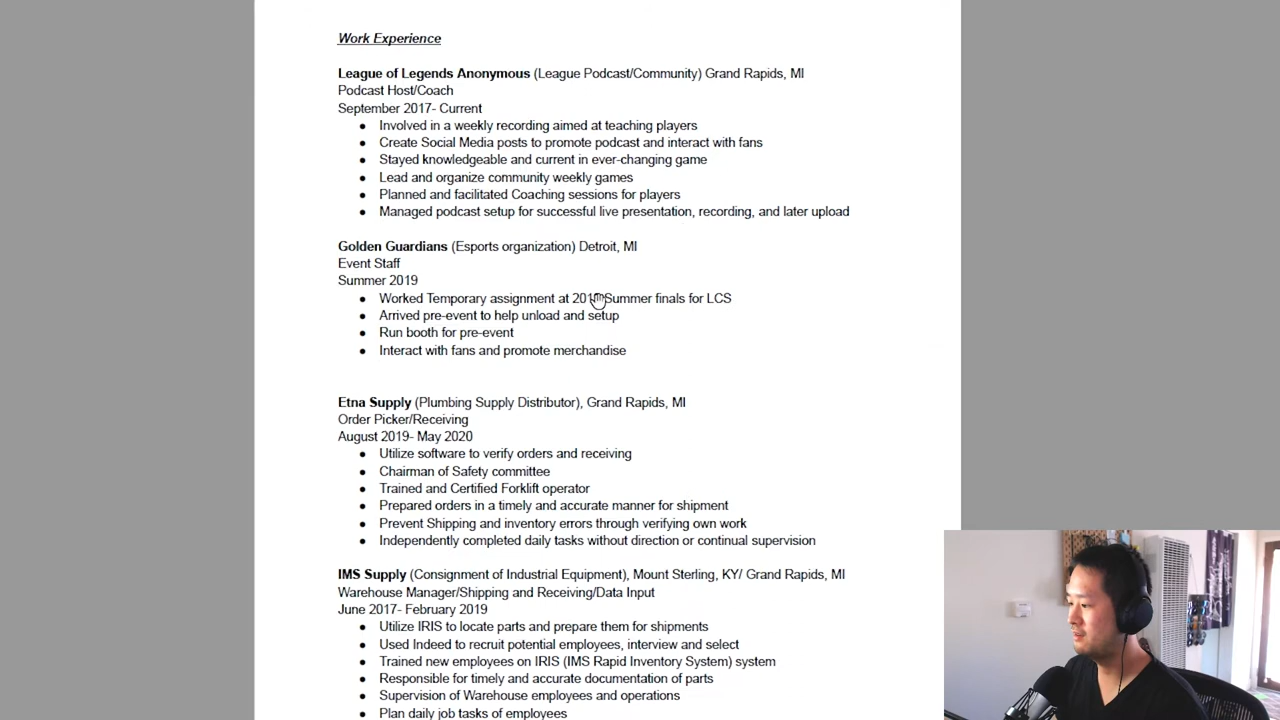 Work Experience
League of Legends Anonymous (League Podcast/Community) Grand Rapids, MI
Podcast Host/Coach
September 2017- Current
● Involved in a weekly recording aimed at teaching players
● Create Social Media posts to promote podcast and interact with fans
● Stayed knowledgeable and current in ever-changing game
● Lead and organize community weekly games
● Planned and facilitated Coaching sessions for players
● Managed podcast setup for successful live presentation, recording, and later upload
Golden Guardians (Esports organization) Detroit, MI
Event Staff
Summer 2019
● Worked Temporary assignment at Summer finals for LCS
● Arrived pre-event to help unload and setup
● Run booth for pre-event
● Interact with fans and promote merchandise
Etna Supply (Plumbing Supply Distributor), Grand Rapids, MI
Order Picker/Receiving
August 2019- May 2020
● Utilize software to verify orders and receiving
● Chairman of Safety committee
● Trained and Certified Forklift operator
● Prepared orders in a timely and accurate manner for shipment
● Prevent Shipping and inventory errors through verifying own work
● Independently completed daily tasks without direction or continual supervision
IMS Supply (Consignment of Industrial Equipment), Mount Sterling, KY/ Grand Rapids, MI
Warehouse Manager/Shipping and Receiving/Data Input
June 2017- February 2019
● Utilize IRIS to locate parts and prepare them for shipments
● Used Indeed to recruit potential employees, interview and select
● Trained new employees on IRIS (IMS Rapid Inventory System) system
● Responsible for timely and accurate documentation of parts
● Supervision of Warehouse employees and operations
● Plan daily job tasks of employees